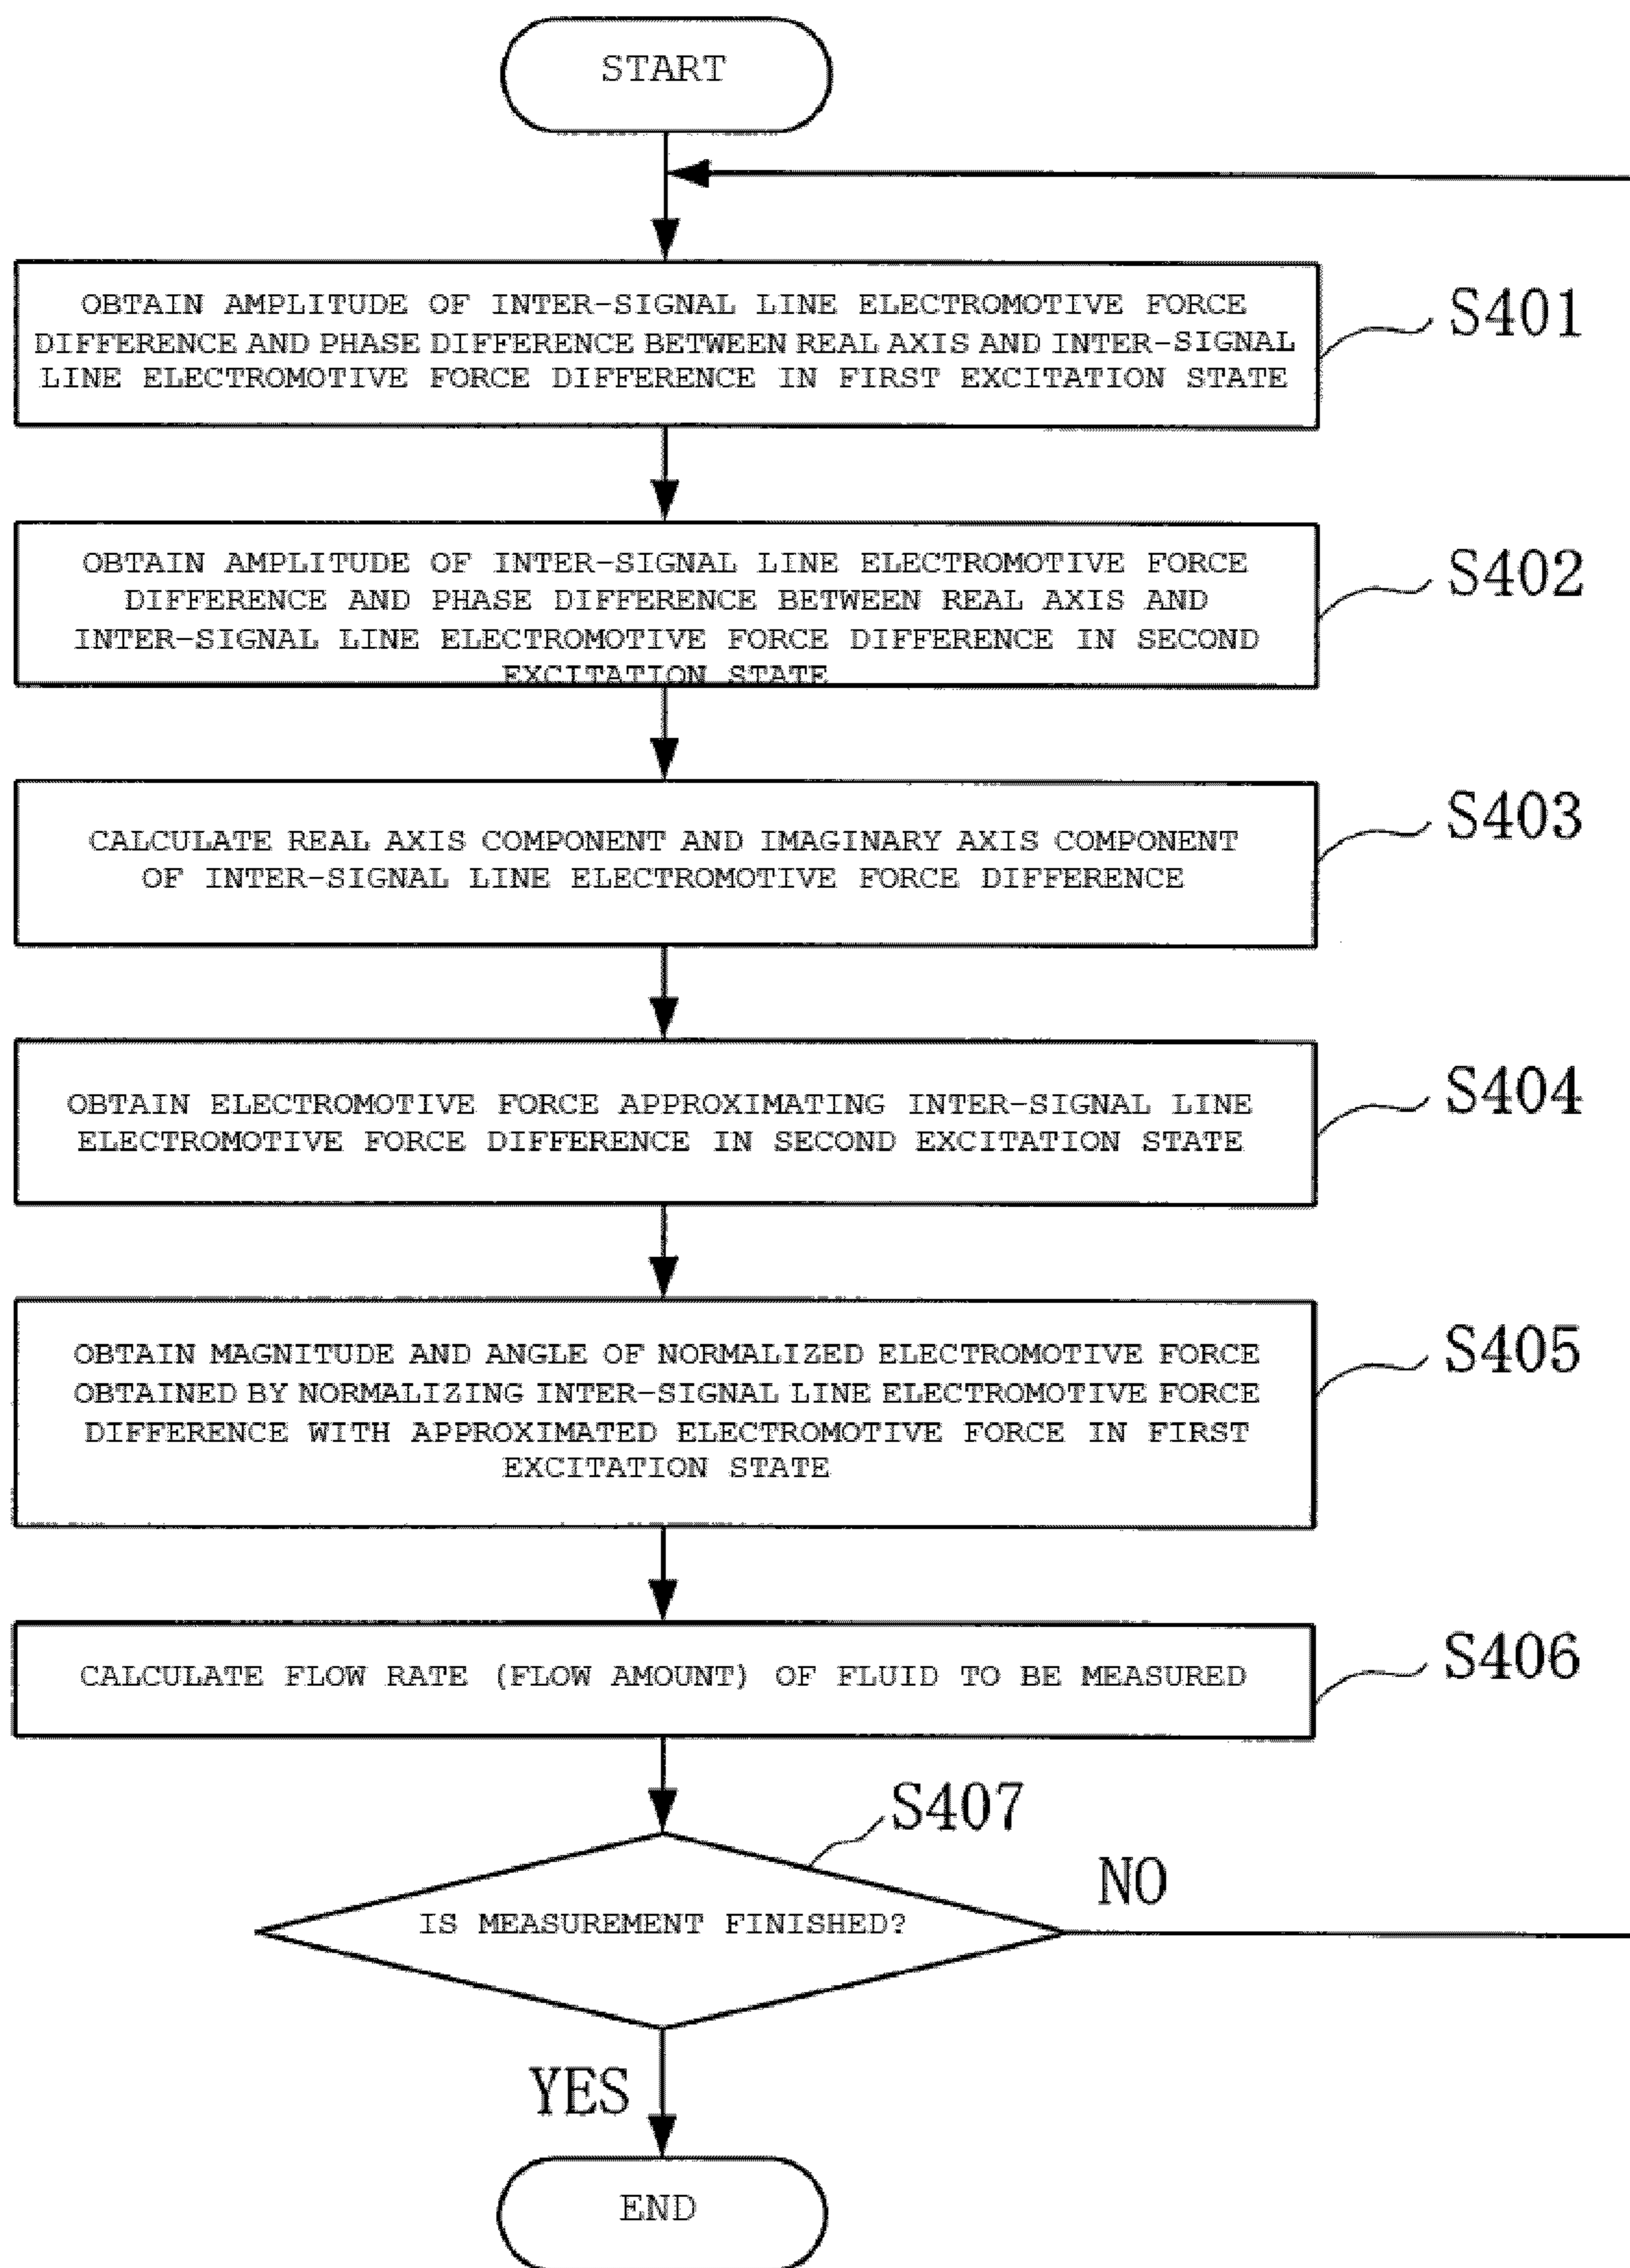 START
OBTAIN AMPLITUDE OF INTER-SIGNAL LINE ELECTROMOTIVE FORCE
DIFFERENCE AND PHASE DIFFERENCE BETWEEN REAL AXIS AND INTER-SIGNAL
LINE ELECTROMOTIVE FORCE DIFFERENCE IN FIRST EXCITATION STATE
S401
OBTAIN AMPLITUDE OF INTER-SIGNAL LINE ELECTROMOTIVE FORCE
DIFFERENCE AND PHASE DIFFERENCE BETWEEN REAL AXIS AND
INTER-SIGNAL LINE ELECTROMOTIVE FORCE DIFFERENCE IN SECOND
EXCITATION STATE
S402
CALCULATE REAL AXIS COMPONENT AND IMAGINARY AXIS COMPONENT
OF INTER-SIGNAL LINE ELECTROMOTIVE FORCE DIFFERENCE
S403
OBTAIN ELECTROMOTIVE FORCE APPROXIMATING INTER-SIGNAL LINE
ELECTROMOTIVE FORCE DIFFERENCE IN SECOND EXCITATION STATE
S404
OBTAIN MAGNITUDE AND ANGLE OF NORMALIZED ELECTROMOTIVE FORCE
OBTAINED BY NORMALIZING INTER-SIGNAL LINE ELECTROMOTIVE FORCE
DIFFERENCE WITH APPROXIMATED ELECTROMOTIVE FORCE IN FIRST
EXCITATION STATE
S405
CALCULATE FLOW RATE (FLOW AMOUNT) OF FLUID TO BE MEASURED
S406
S407
IS MEASUREMENT FINISHED?
NO
YES
END